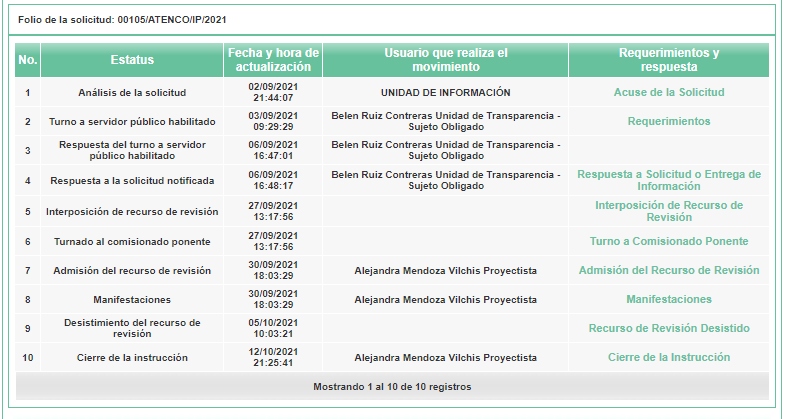 Folio de la solicitud: 00105/ATENCO/IP/2021
No. Estatus Fecha y hora de actualización Usuario que realiza el movimiento Requerimientos y respuesta
1 Análisis de la solicitud 02/09/2021 21:44:07 UNIDAD DE INFORMACIÓN Acuse de la Solicitud
2 Turno a servidor público habilitado 03/09/2021 09:29:29 Belen Ruiz Contreras Unidad de Transparencia - Sujeto Obligado Requerimientos
3 Respuesta del turno a servidor público habilitado 06/09/2021 16:47:01 Belen Ruiz Contreras Unidad de Transparencia - Sujeto Obligado
4 Respuesta a la solicitud notificada 06/09/2021 16:48:17 Belen Ruiz Contreras Unidad de Transparencia - Sujeto Obligado Respuesta a Solicitud o Entrega de Información
5 Interposición de recurso de revisión 27/09/2021 13:17:56 Interposición de Recurso de Revisión
6 Turnado al comisionado ponente 27/09/2021 13:17:56 Turno a Comisionado Ponente
7 Admisión del recurso de revisión 30/09/2021 18:03:29 Alejandra Mendoza Vilchis Proyectista Admisión del Recurso de Revisión
8 Manifestaciones 30/09/2021 18:03:29 Alejandra Mendoza Vilchis Proyectista Manifestaciones
9 Desistimiento del recurso de revisión 05/10/2021 10:03:21 Recurso de Revisión Desistido
10 Cierre de la instrucción 12/10/2021 21:25:41 Alejandra Mendoza Vilchis Proyectista Cierre de la Instrucción
Mostrando 1 al 10 de 10 registros